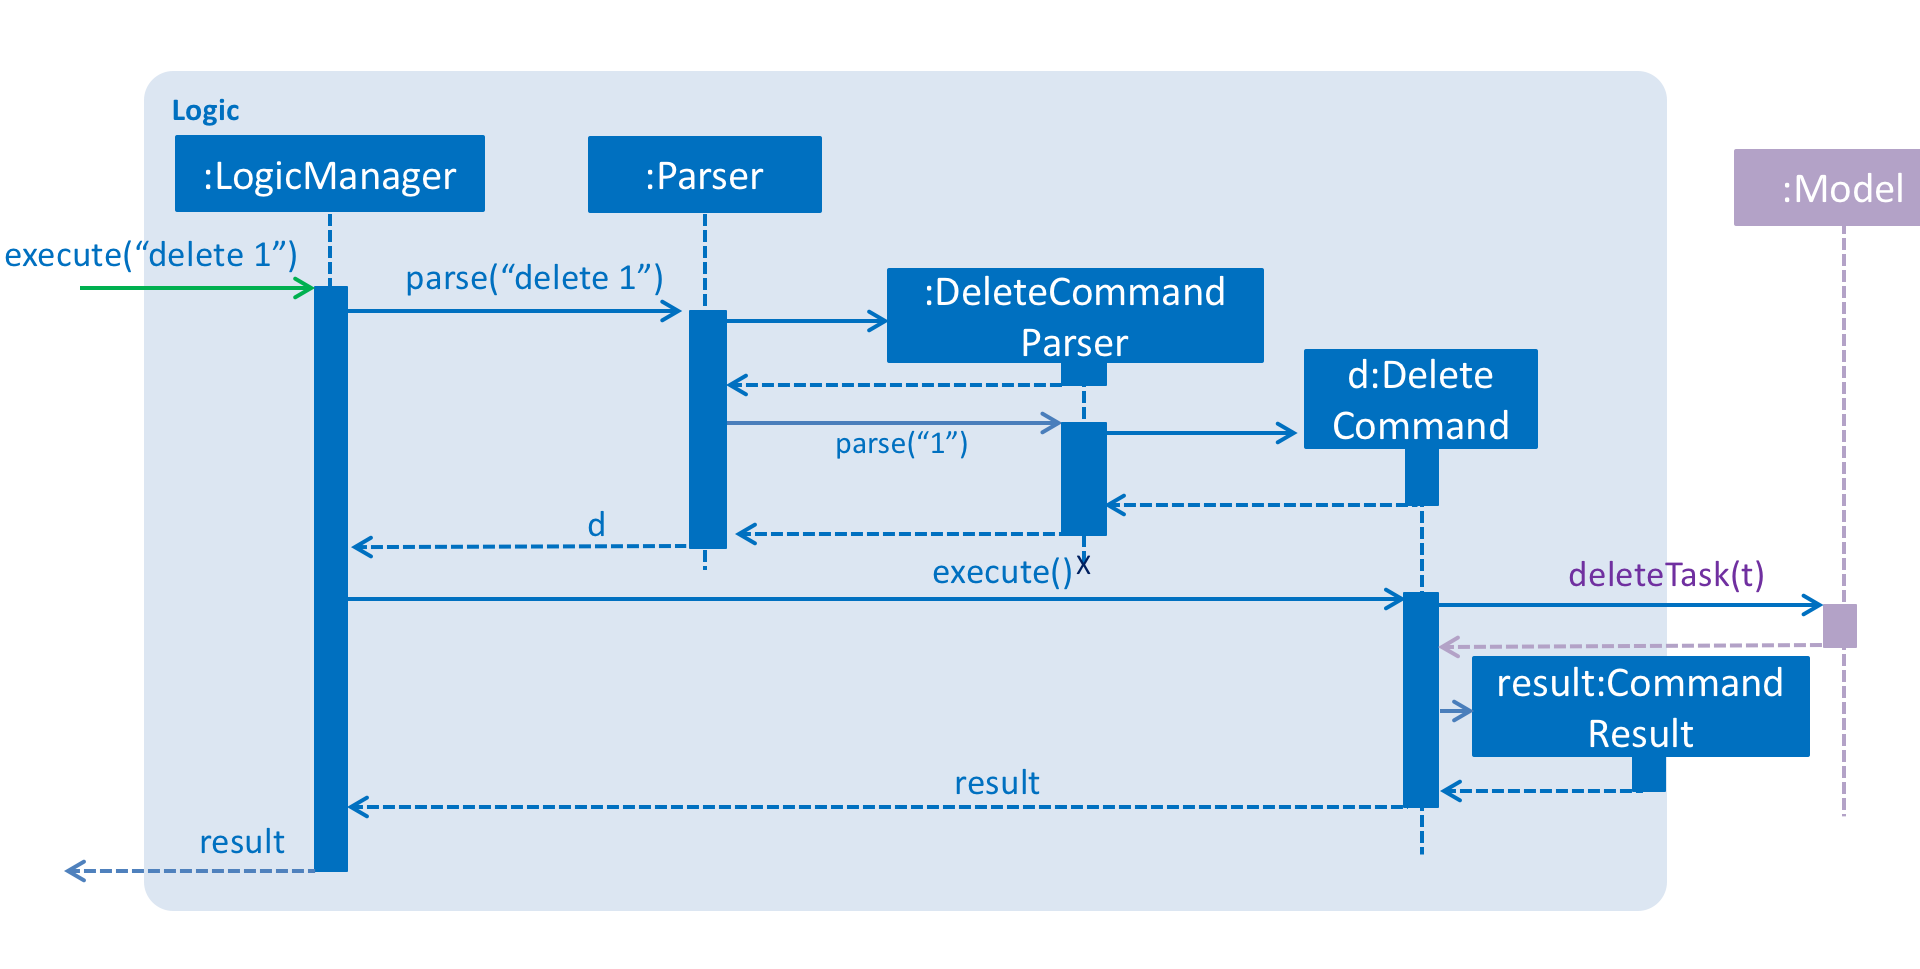 Logic
:LogicManager
:Parser
:Model
execute(“delete 1”)
parse(“delete 1”)
:DeleteCommand
Parser
d:Delete
Command
parse(“1”)
d
execute()
X
deleteTask(t)
result:Command
Result
result
result